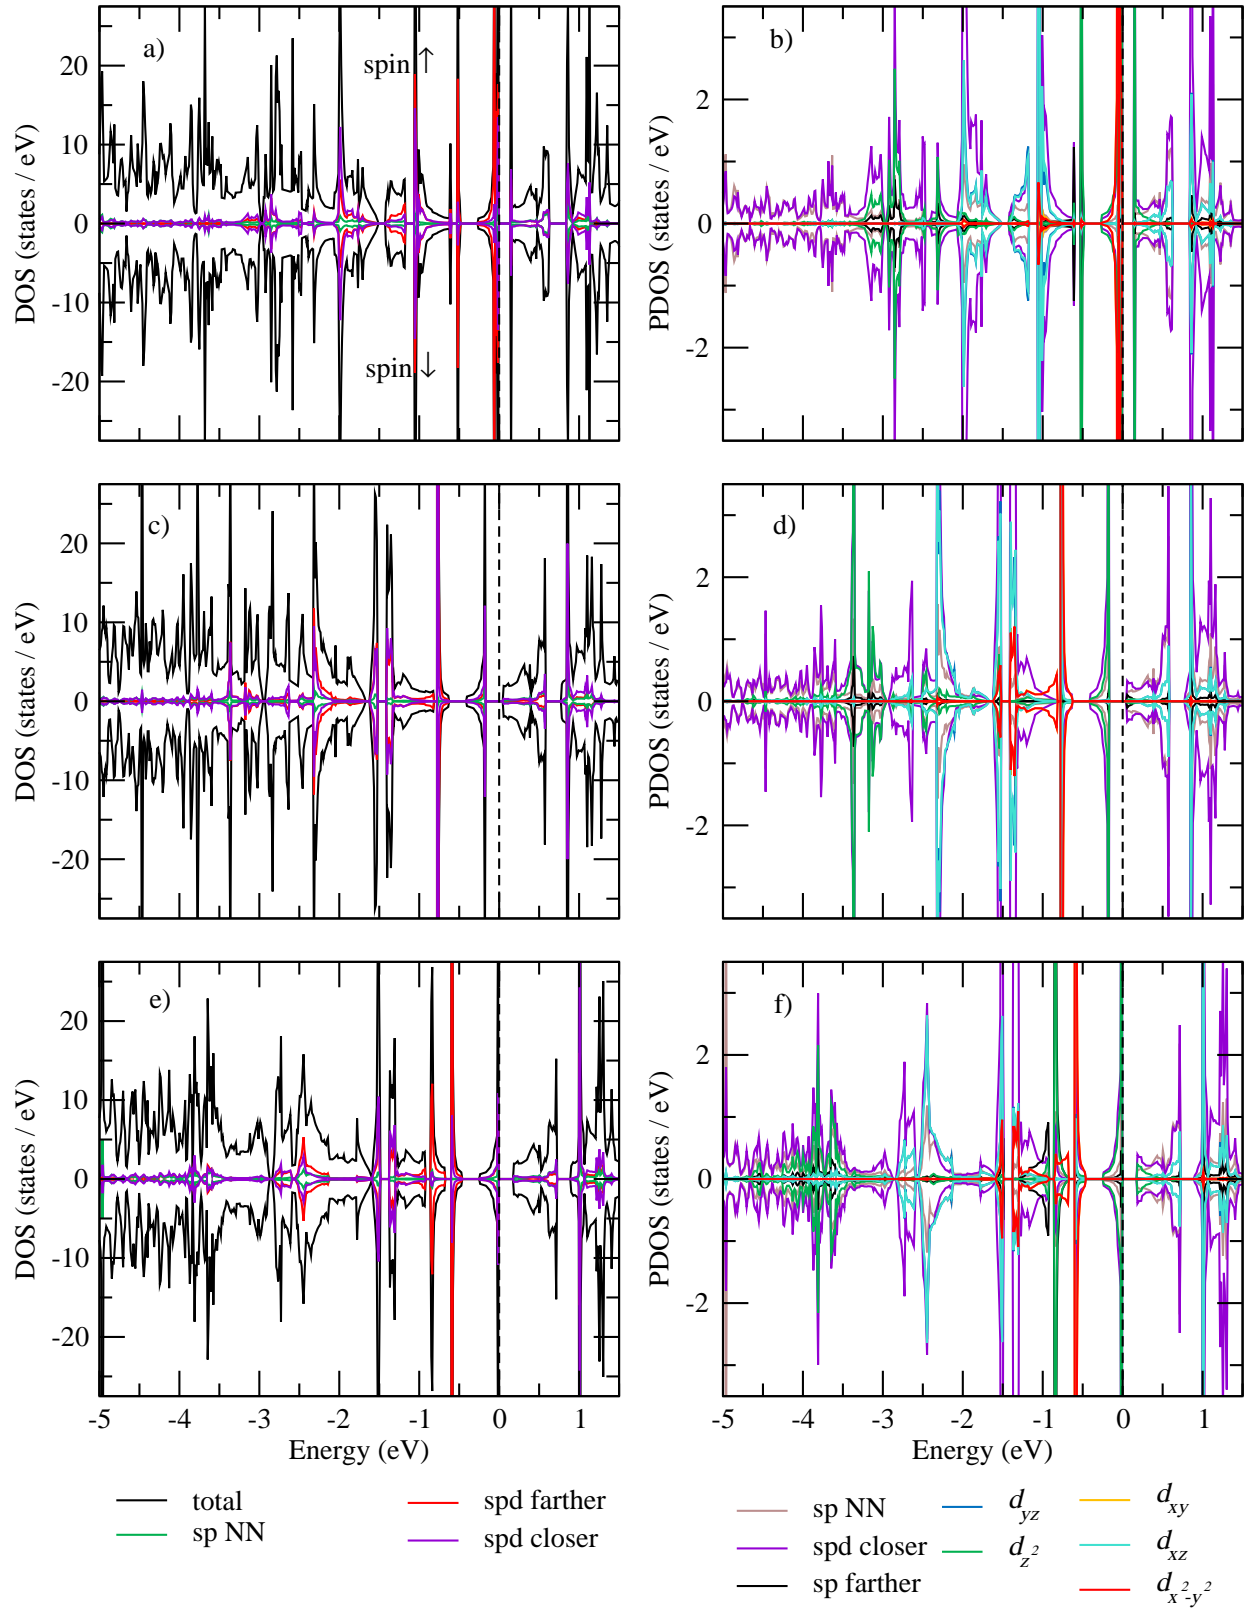 a)
b)
spin ↑
spin ↓
DOS (states / eV)
PDOS (states / eV)
20
10
0
-10
-20
2
0
-2
c)
d)
DOS (states / eV)
PDOS (states / eV)
20
10
0
-10
-20
2
0
-2
e)
f)
DOS (states / eV)
PDOS (states / eV)
20
10
0
-10
-20
2
0
-2
-5 -4 -3 -2 -1 0 1
-5 -4 -3 -2 -1 0 1
Energy (eV)
Energy (eV)
total
sp NN
spd farther
spd closer
sp NN
spd closer
sp farther
d_yz
d_z²
d_xy
d_xz
d_x²-y²